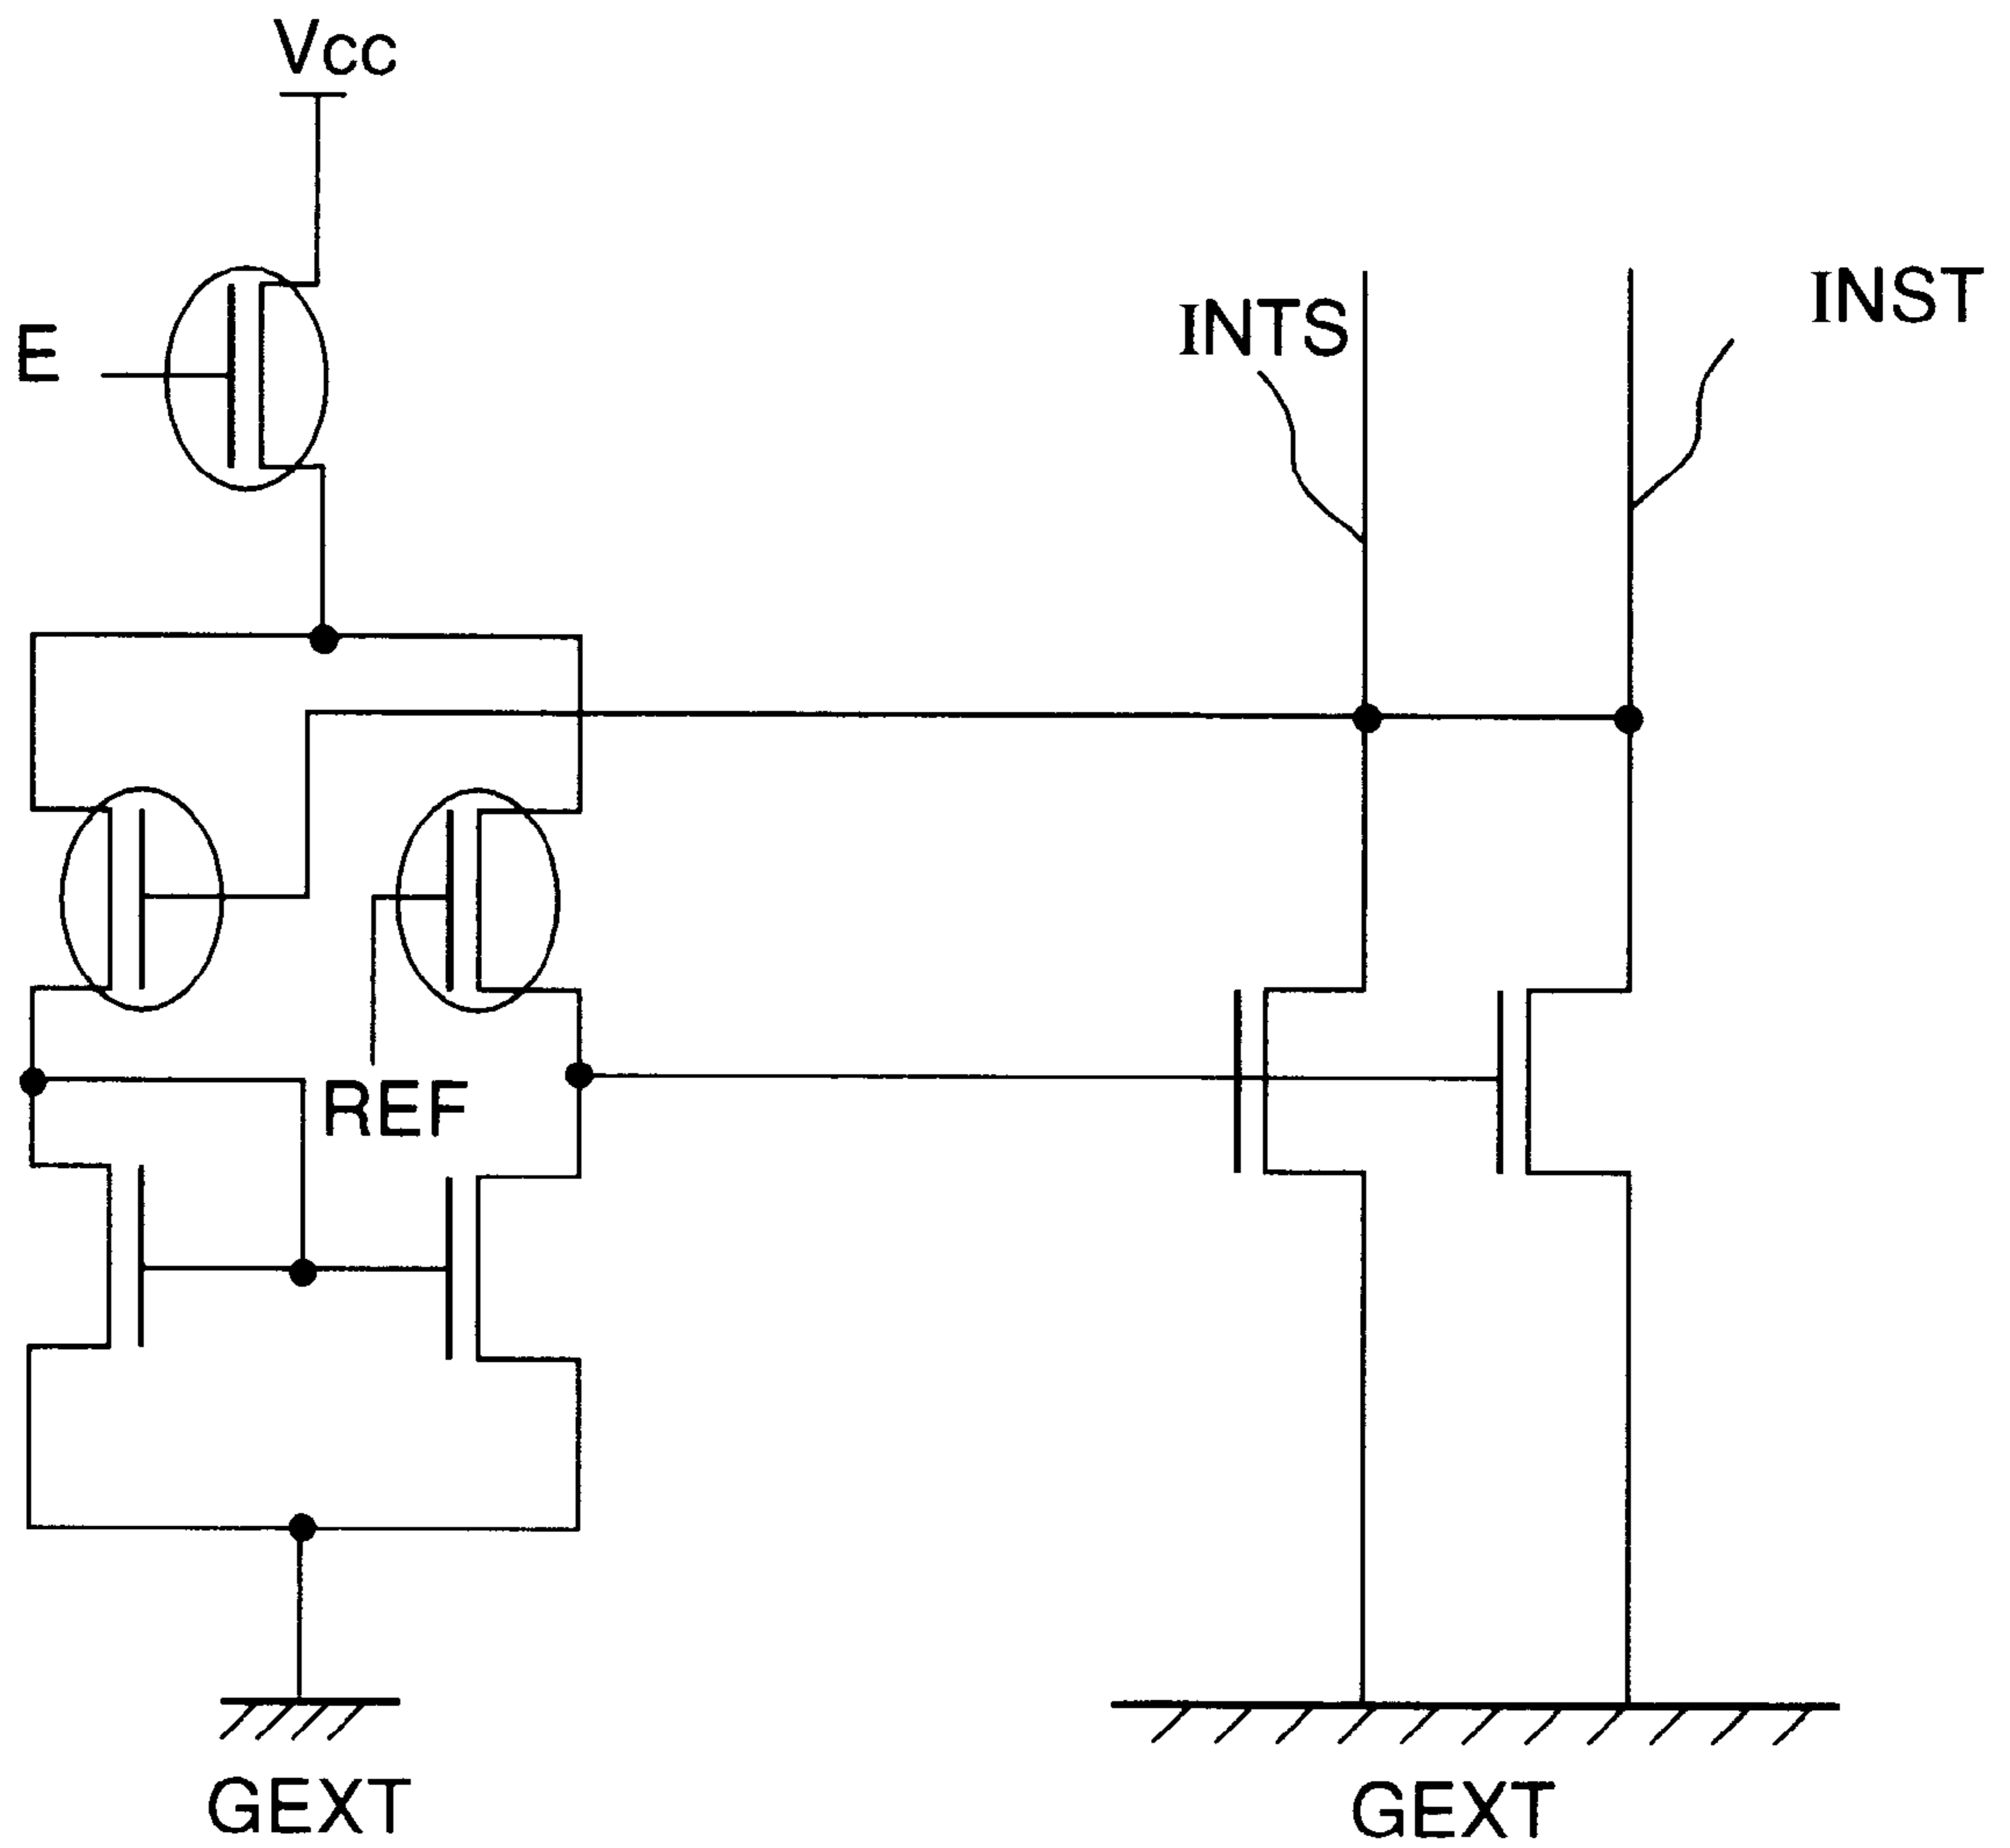 Vcc
E
INTS
INST
REF
GEXT
GEXT